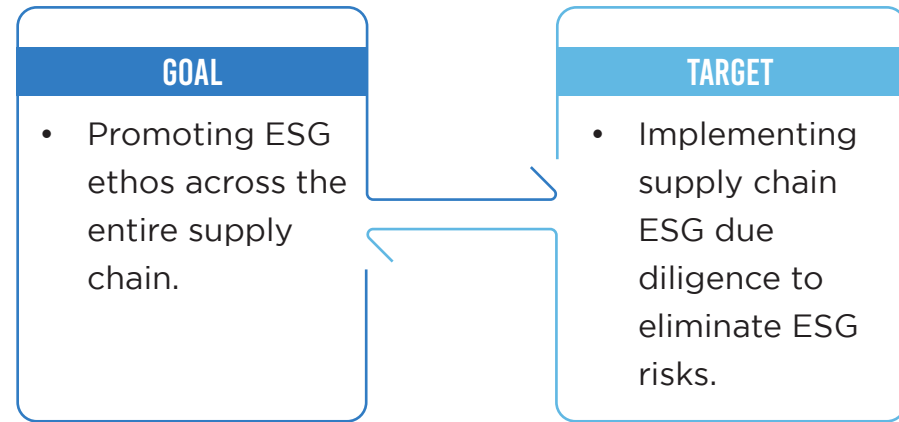 GOAL
• Promoting ESG
ethos across the
entire supply
chain.
TARGET
• Implementing
supply chain
ESG due
diligence to
eliminate ESG
risks.